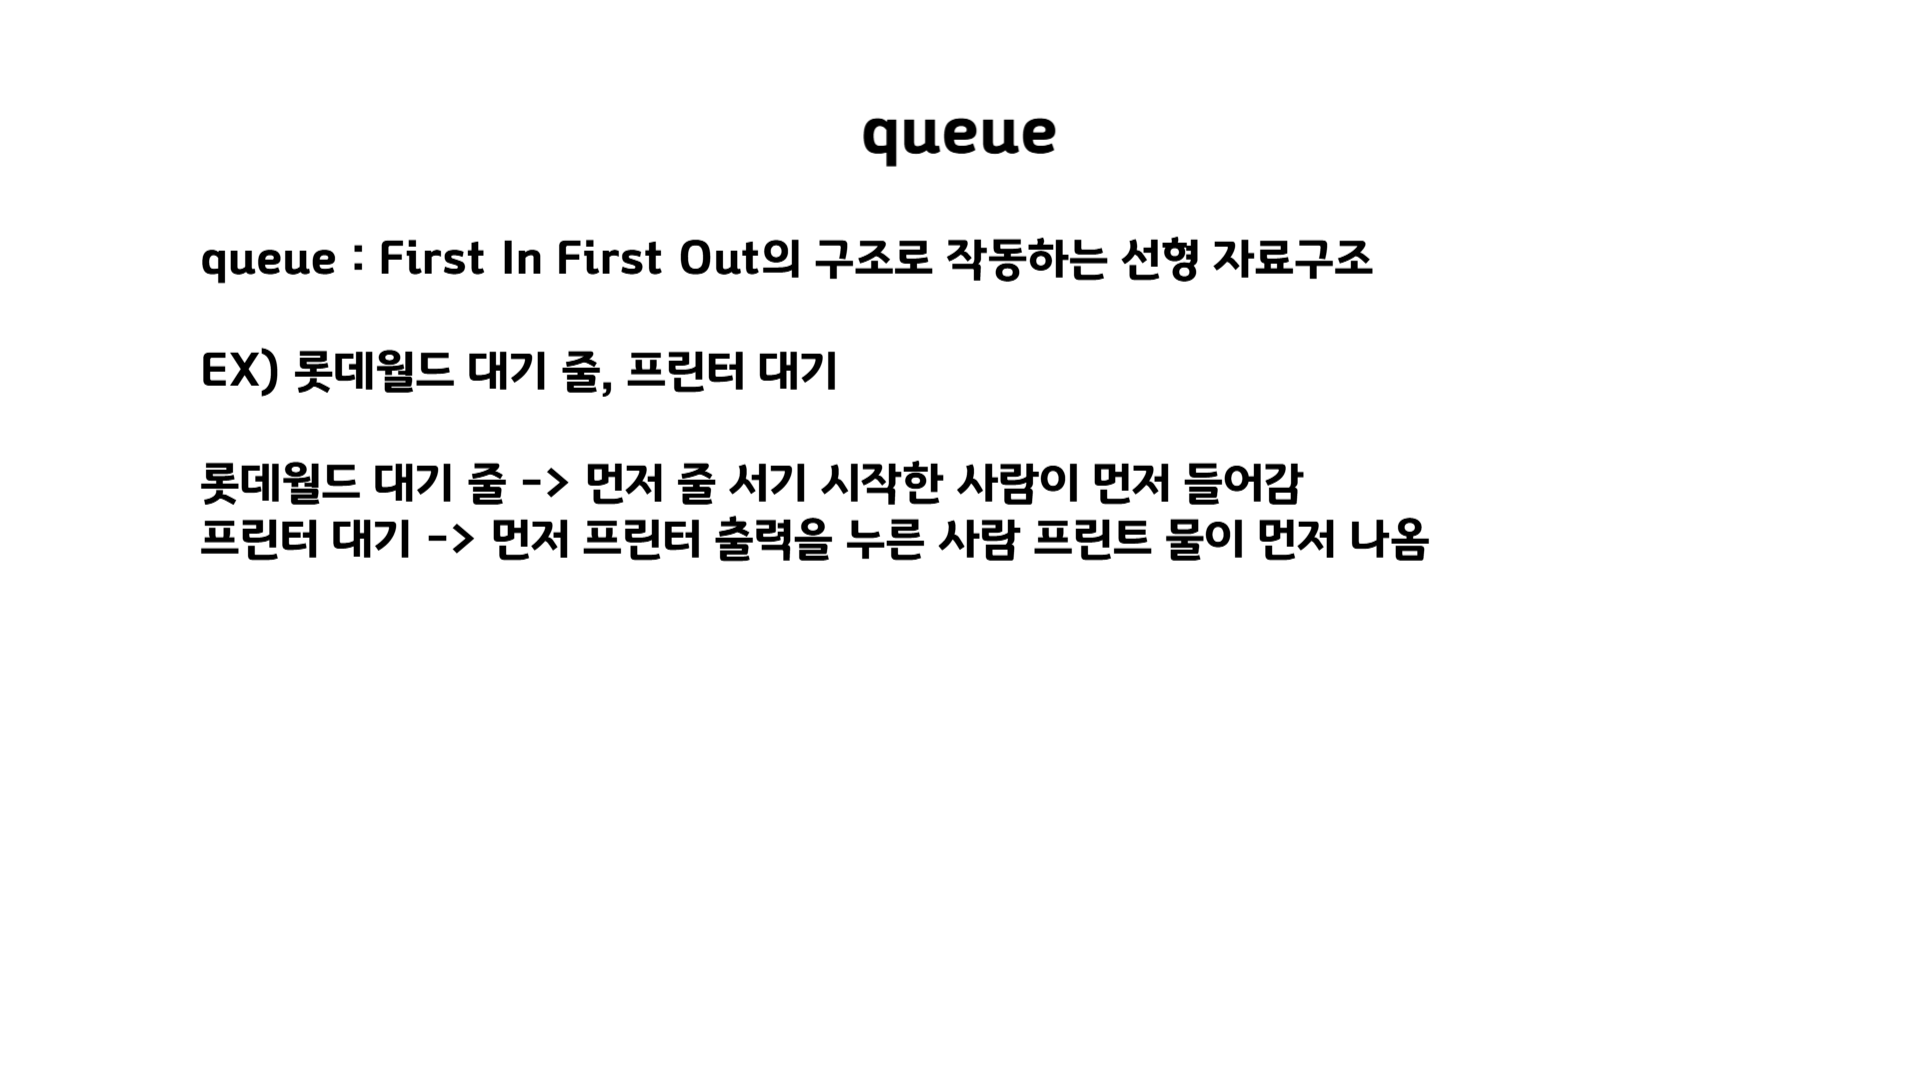 queue
queue : First In First Out의 구조로 작동하는 선형 자료구조
EX) 롯데월드 대기 줄, 프린터 대기
롯데월드 대기 줄 -> 먼저 줄 서기 시작한 사람이 먼저 들어감
프린터 대기 -> 먼저 프린터 출력을 누른 사람 프린트 물이 먼저 나옴